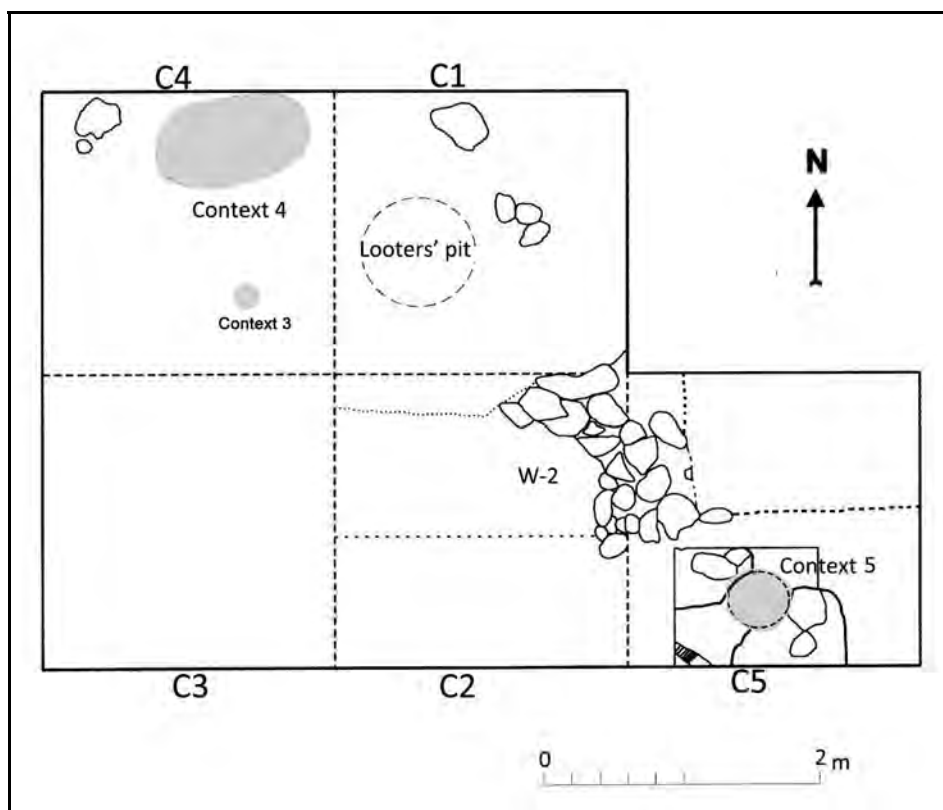 C4
C1
N
Context 4
Looters' pit
Context 3
W-2
Context 5
C3
C2
C5
0
2 m